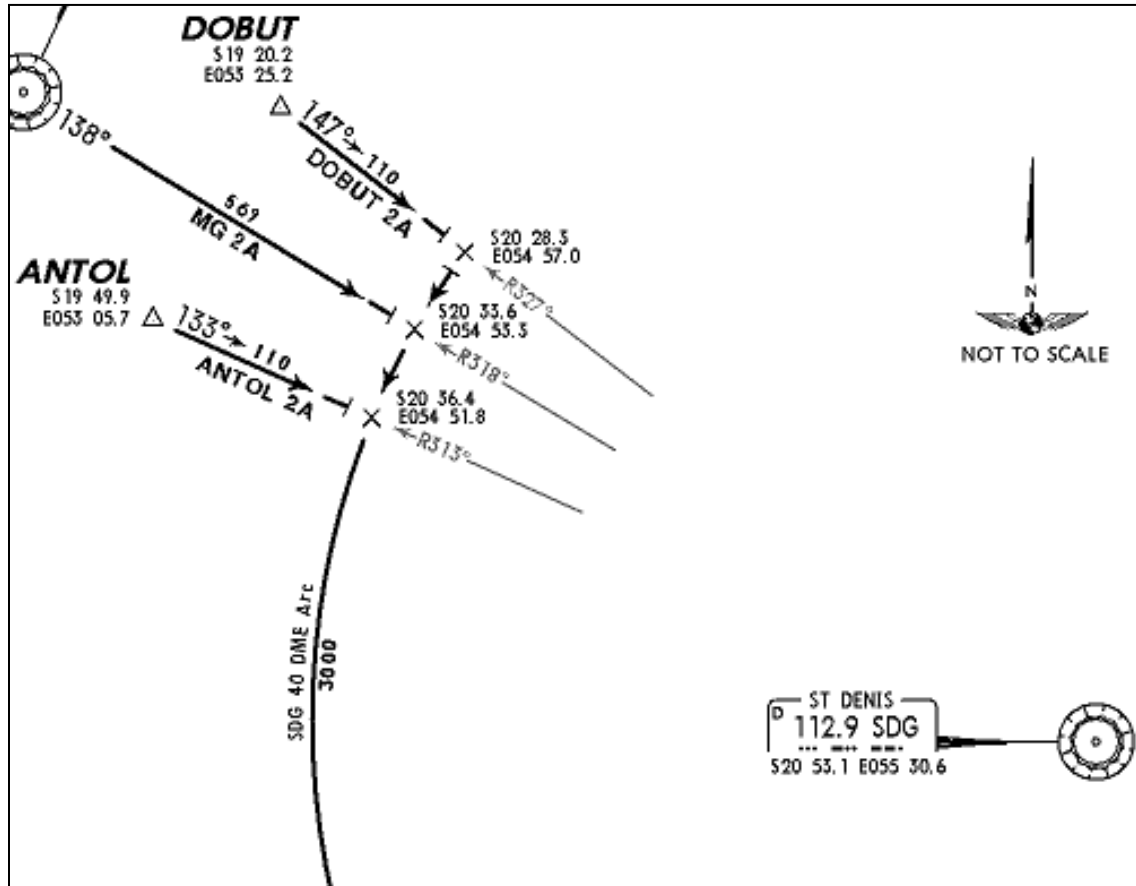 DOBUT
S19 20.2
E053 25.2
138°
147°
110
DOBUT 2A
569
MG 2A
S20 28.3
E054 57.0
R327°
ANTOL
S19 49.9
E053 05.7
133°
110
ANTOL 2A
S20 33.6
E054 53.3
R318°
S20 36.4
E054 51.8
R313°
N
NOT TO SCALE
SDG 40 DME Arc
3000
ST DENIS
D
112.9 SDG
S20 53.1 E055 30.6